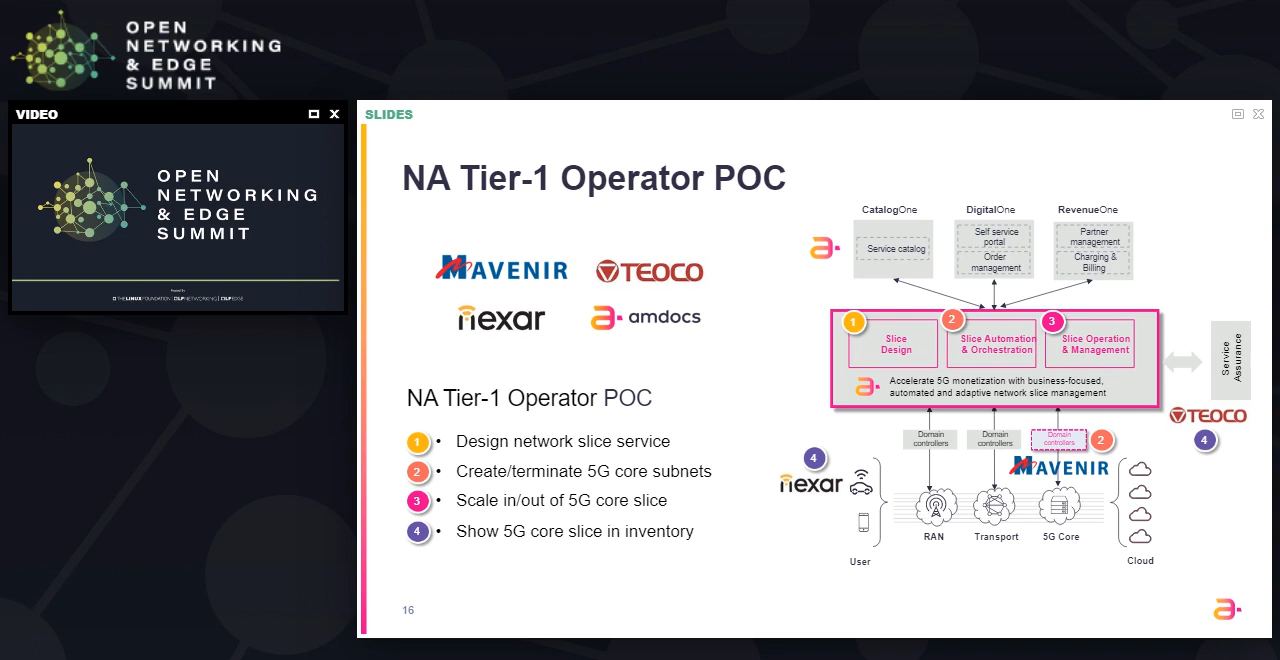 OPEN
NETWORKING
& EDGE
SUMMIT
VIDEO
OPEN
NETWORKING
& EDGE
SUMMIT
THE LINUX FOUNDATION | LFNETWORKING | LFEDGE
SLIDES
NA Tier-1 Operator POC
MAVENIR
TEOCO
nexar
amdocs
NA Tier-1 Operator POC
1 • Design network slice service
2 • Create/terminate 5G core subnets
3 • Scale in/out of 5G core slice
4 • Show 5G core slice in inventory
CatalogOne
DigitalOne
RevenueOne
Service catalog
Self service
portal
Order
management
Partner
management
Charging &
Billing
1
Slice
Design
2
Slice Automation
& Orchestration
3
Slice Operation
& Management
Accelerate 5G monetization with business-focused,
automated and adaptive network slice management
Service
Assurance
TEOCO
4
Domain
controllers
Domain
controllers
Domain
controllers
2
MAVENIR
4
nexar
RAN
Transport
5G Core
User
Cloud
16